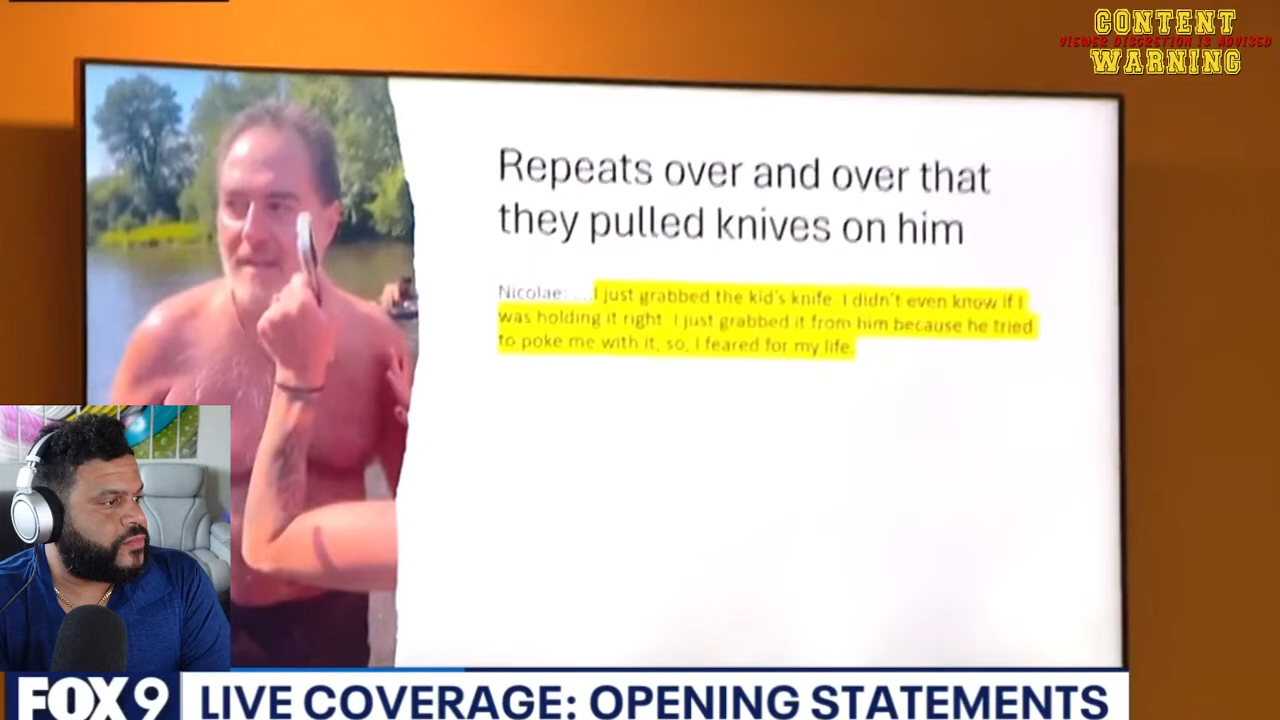 CONTENT
VIEWER DISCRETION IS ADVISED
WARNING
Repeats over and over that
they pulled knives on him
Nicolae: ....I just grabbed the kid's knife. I didn't even know if I
was holding it right. I just grabbed it from him because he tried
to poke me with it, so, I feared for my life.
FOX 9 LIVE COVERAGE: OPENING STATEMENTS